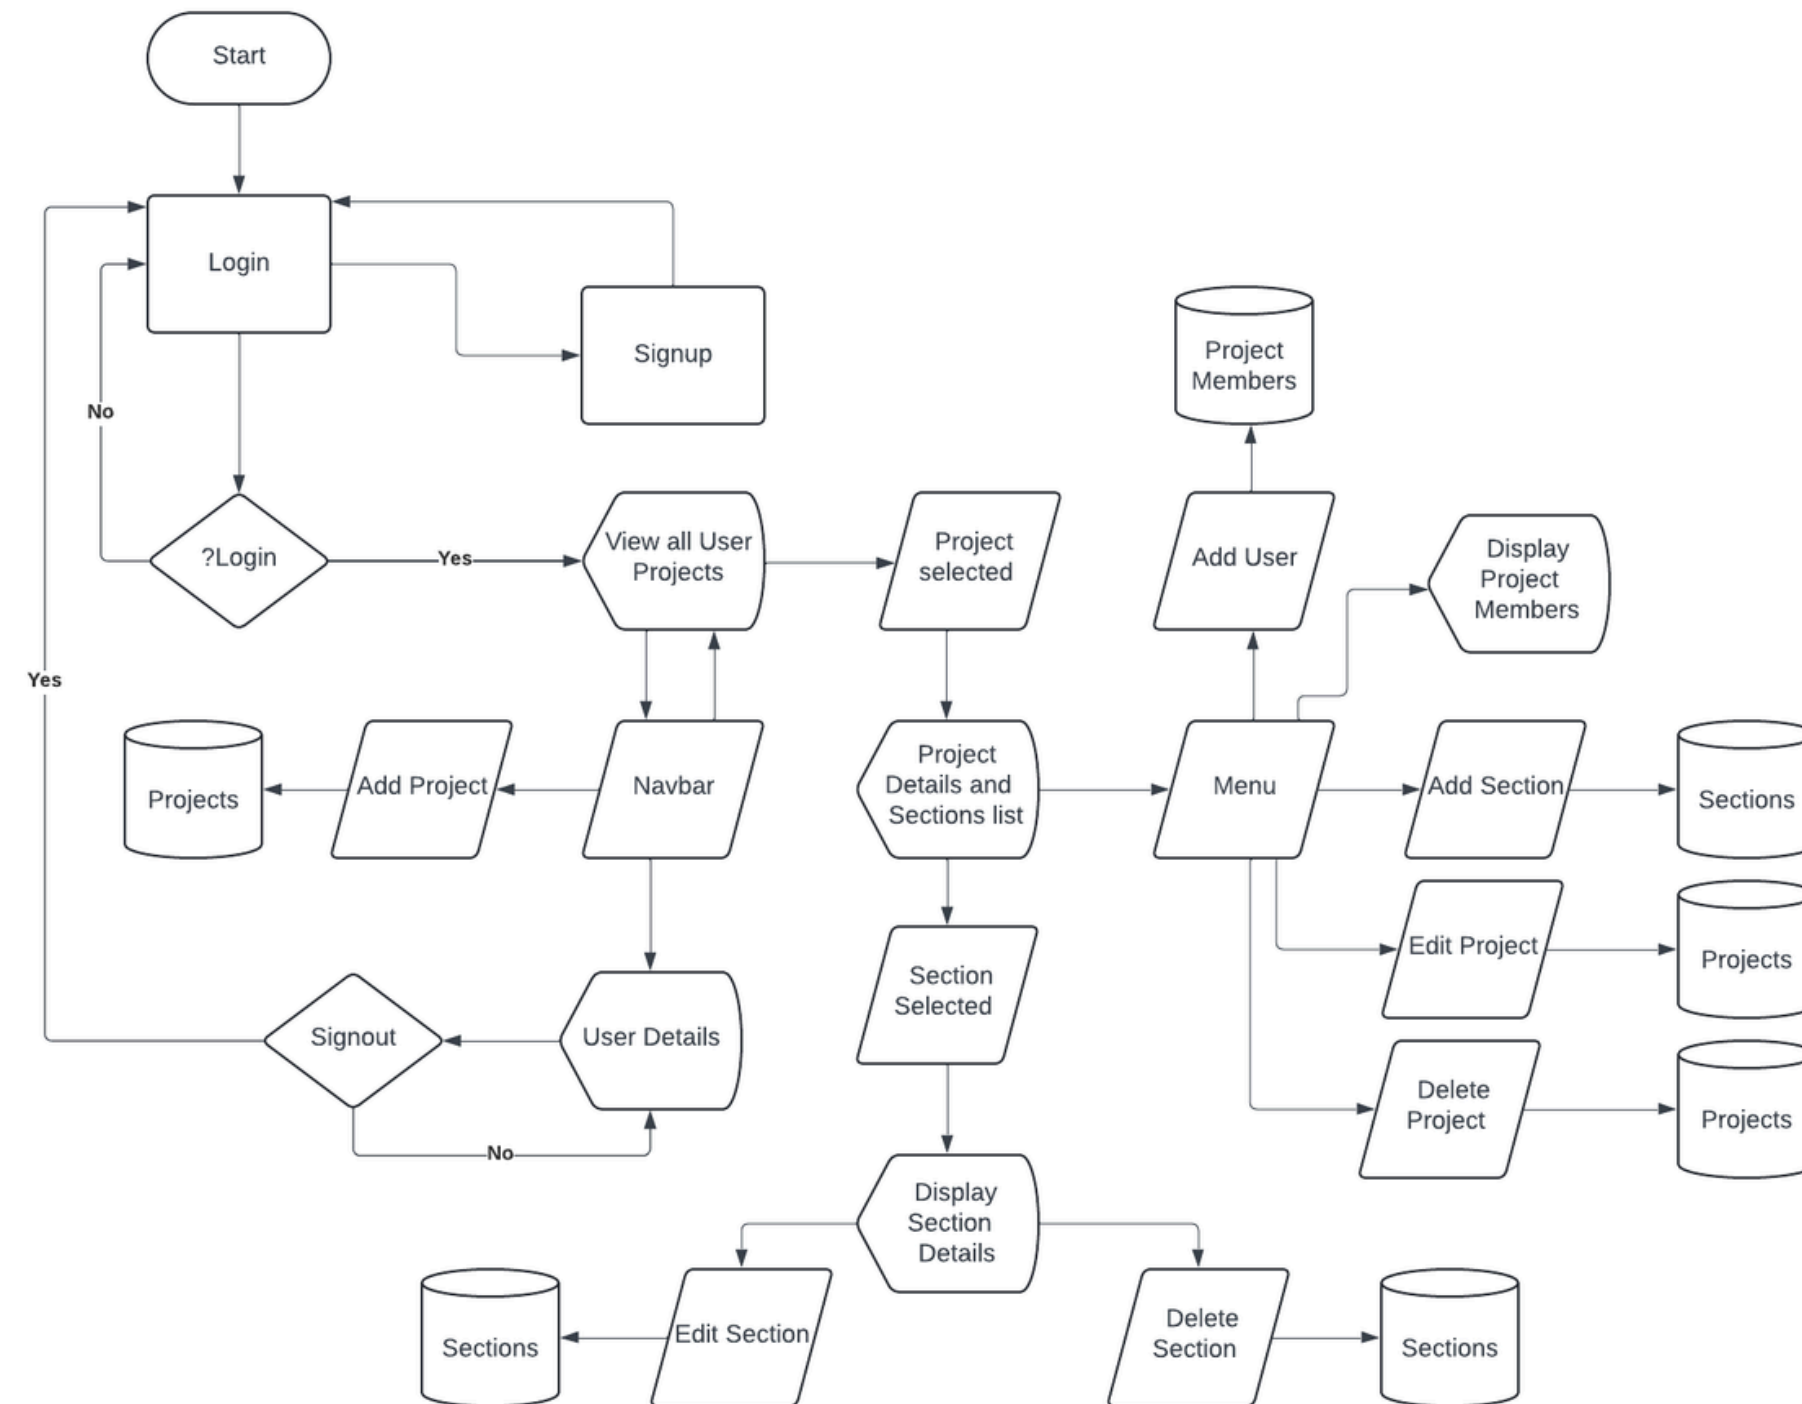 Start
Login
Signup
No
Project
Members
?Login
Yes
View all User
Projects
Project
selected
Add User
Display
Project
Members
Yes
Projects
Add Project
Navbar
Project
Details and
Sections list
Menu
Add Section
Sections
Edit Project
Projects
Section
Selected
Signout
User Details
Delete
Project
Projects
No
Display
Section
Details
Sections
Edit Section
Delete
Section
Sections